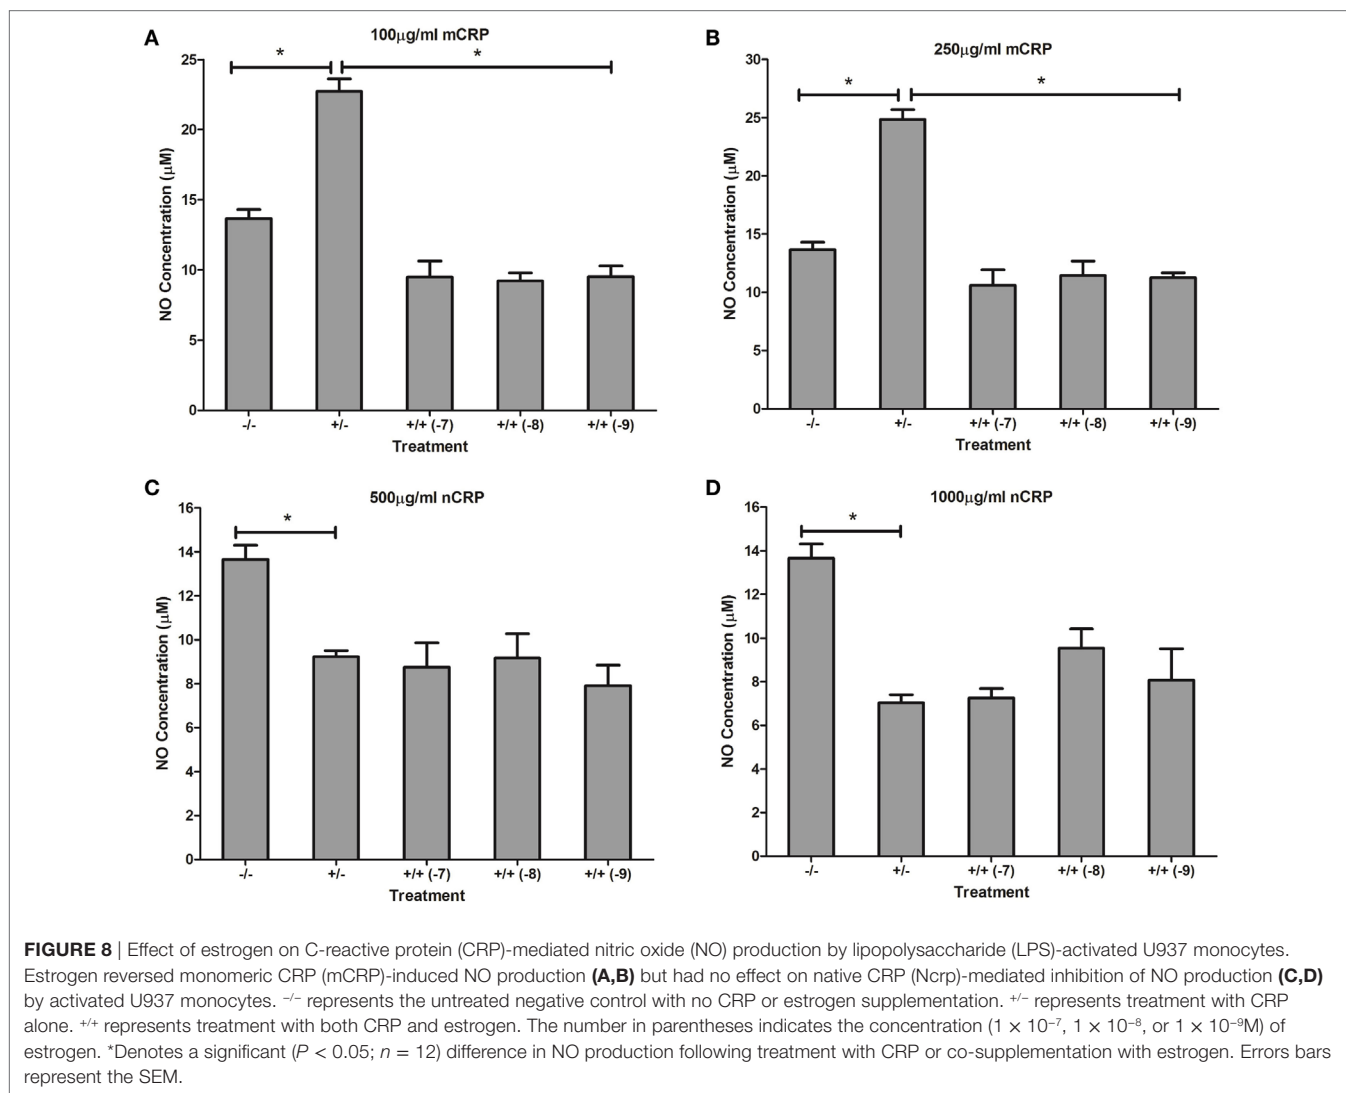 A
100μg/ml mCRP
*
*
25
20
15
10
5
0
NO Concentration (μM)
-/-
+/-
+/+ (-7)
+/+ (-8)
+/+ (-9)
Treatment
B
250μg/ml mCRP
*
*
30
25
20
15
10
5
0
NO Concentration (μM)
-/-
+/-
+/+ (-7)
+/+ (-8)
+/+ (-9)
Treatment
C
500μg/ml nCRP
*
16
14
12
10
8
6
4
2
0
NO Concentration (μM)
-/-
+/-
+/+ (-7)
+/+ (-8)
+/+ (-9)
Treatment
D
1000μg/ml nCRP
*
16
14
12
10
8
6
4
2
0
NO Concentration (μM)
-/-
+/-
+/+ (-7)
+/+ (-8)
+/+ (-9)
Treatment
FIGURE 8 | Effect of estrogen on C-reactive protein (CRP)-mediated nitric oxide (NO) production by lipopolysaccharide (LPS)-activated U937 monocytes.
Estrogen reversed monomeric CRP (mCRP)-induced NO production (A,B) but had no effect on native CRP (Ncrp)-mediated inhibition of NO production (C,D)
by activated U937 monocytes. −/− represents the untreated negative control with no CRP or estrogen supplementation. +/− represents treatment with CRP
alone. +/+ represents treatment with both CRP and estrogen. The number in parentheses indicates the concentration (1 × 10⁻⁷, 1 × 10⁻⁸, or 1 × 10⁻⁹M) of
estrogen. *Denotes a significant (P < 0.05; n = 12) difference in NO production following treatment with CRP or co-supplementation with estrogen. Errors bars
represent the SEM.